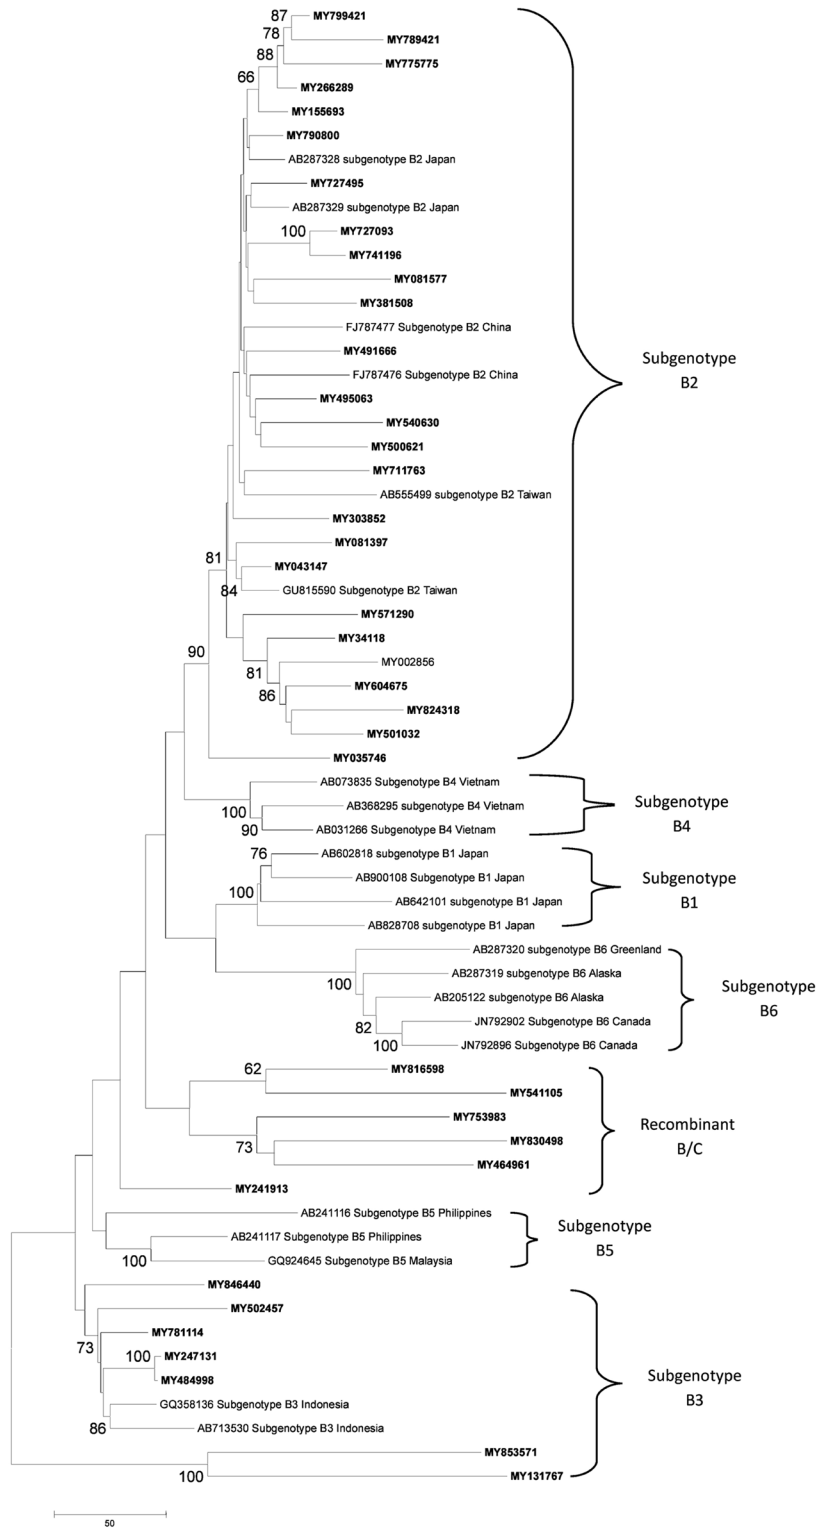 87
MY799421
78
MY789421
88
MY775775
66
MY266289
MY155693
MY790800
AB287328 subgenotype B2 Japan
MY727495
AB287329 subgenotype B2 Japan
100
MY727093
MY741196
MY081577
MY381508
FJ787477 Subgenotype B2 China
MY491666
Subgenotype
B2
FJ787476 Subgenotype B2 China
MY495063
MY540630
MY500621
MY711763
AB555499 subgenotype B2 Taiwan
MY303852
MY081397
81
MY043147
84
GU815590 Subgenotype B2 Taiwan
MY571290
MY34118
90
MY002856
81
MY604675
86
MY824318
MY501032
MY035746
AB073835 Subgenotype B4 Vietnam
AB368295 subgenotype B4 Vietnam
100
90
AB031266 Subgenotype B4 Vietnam
Subgenotype
B4
76
AB602818 subgenotype B1 Japan
AB900108 Subgenotype B1 Japan
100
AB642101 subgenotype B1 Japan
AB828708 subgenotype B1 Japan
Subgenotype
B1
AB287320 subgenotype B6 Greenland
AB287319 subgenotype B6 Alaska
100
AB205122 subgenotype B6 Alaska
JN792902 Subgenotype B6 Canada
82
100
JN792896 Subgenotype B6 Canada
Subgenotype
B6
62
MY816598
MY541105
MY753983
MY830498
73
MY464961
MY241913
Recombinant
B/C
AB241116 Subgenotype B5 Philippines
AB241117 Subgenotype B5 Philippines
100
GQ924645 Subgenotype B5 Malaysia
Subgenotype
B5
MY846440
MY502457
MY781114
73
100
MY247131
MY484998
GQ358136 Subgenotype B3 Indonesia
86
AB713530 Subgenotype B3 Indonesia
Subgenotype
B3
MY853571
100
MY131767
50